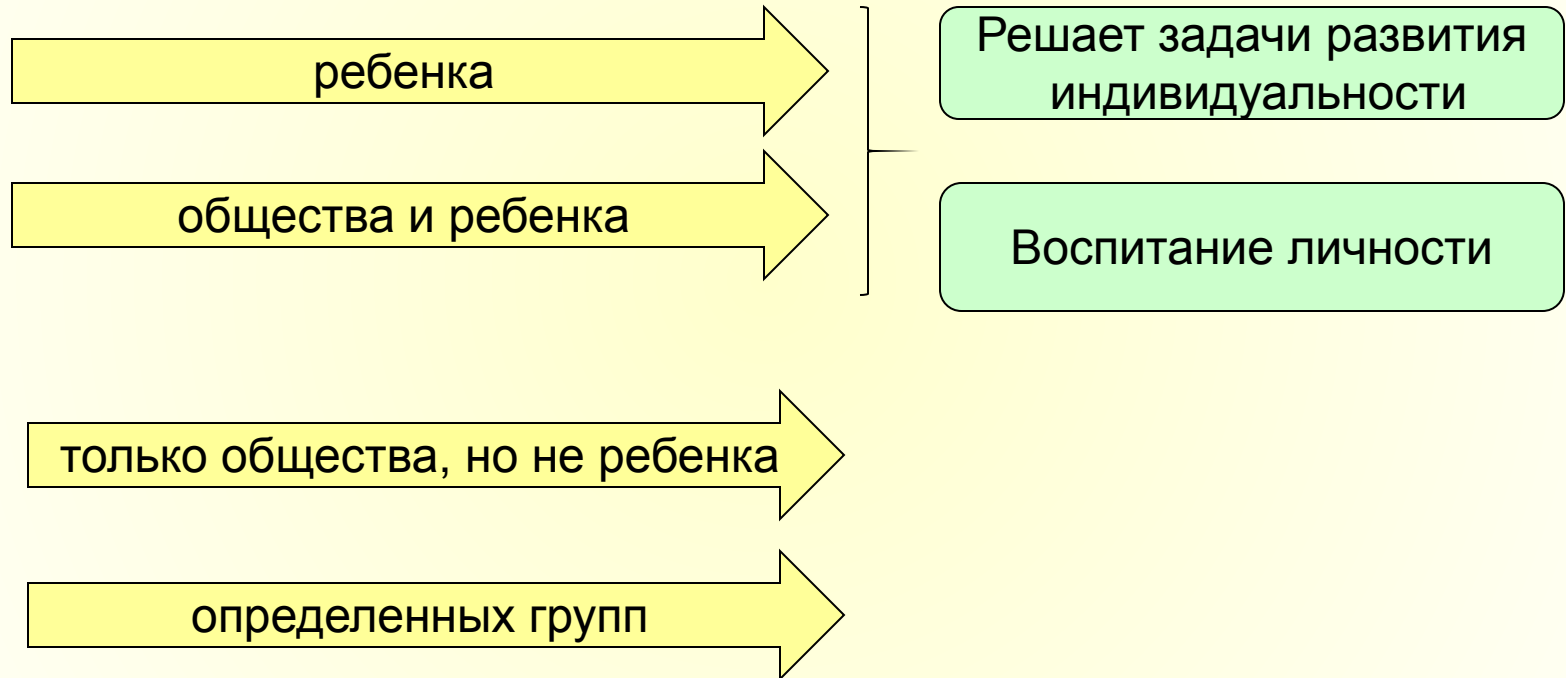 ребенка
Решает задачи развития
индивидуальности
общества и ребенка
Воспитание личности
только общества, но не ребенка
определенных групп